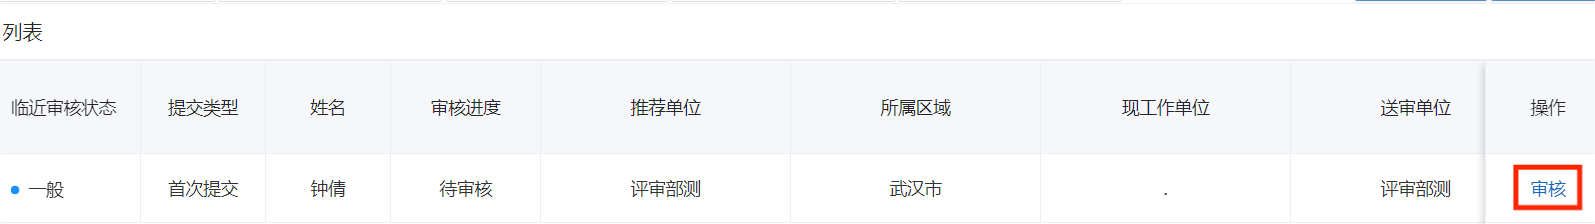 列表
临近审核状态 提交类型 姓名 审核进度 推荐单位 所属区域 现工作单位 送审单位 操作
一般 首次提交 钟倩 待审核 评审部测 武汉市 . 评审部测 审核